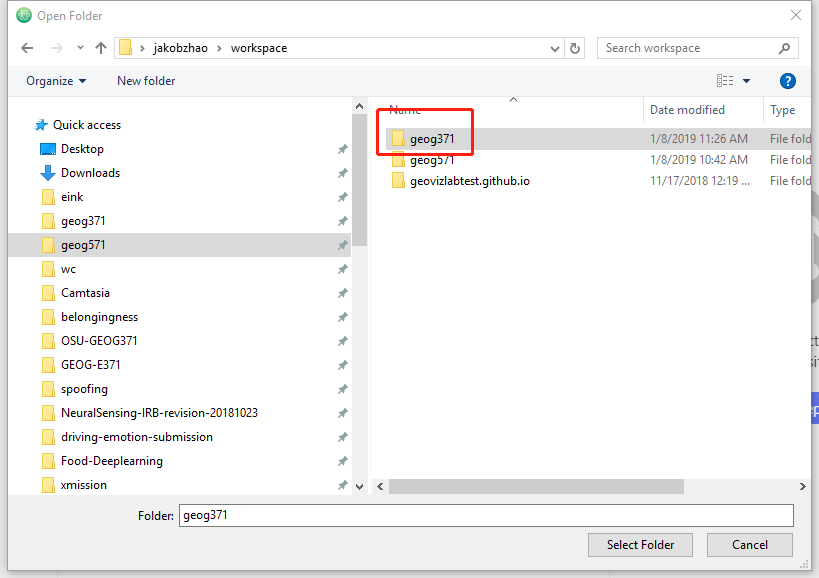 Open Folder
jakobzhao
workspace
Search workspace
Organize
New folder
?
Quick access
Desktop
Downloads
eink
geog371
geog571
wc
Camtasia
belongingness
OSU-GEOG371
GEOG-E371
spoofing
NeuralSensing-IRB-revision-20181023
driving-emotion-submission
Food-Deeplearning
xmission
Name
Date modified
Type
geog371
1/8/2019 11:26 AM
File fold
geog571
1/8/2019 10:42 AM
File fold
geovizlabtest.github.io
11/17/2018 12:19 ...
File fold
Folder:
geog371
Select Folder
Cancel